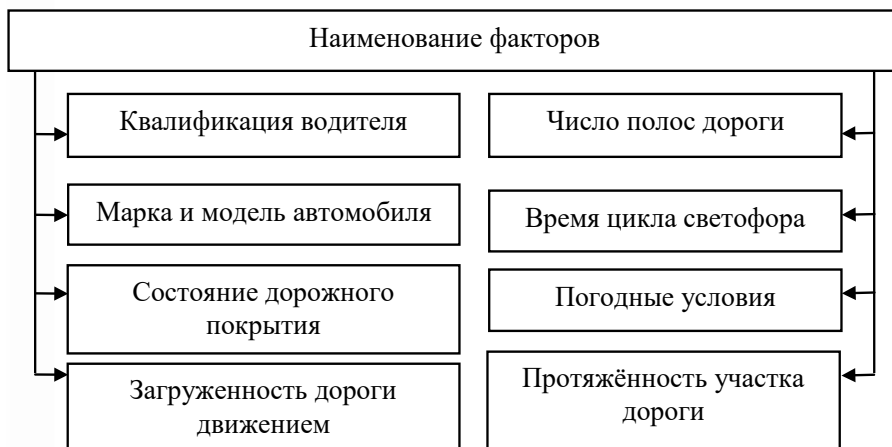 Наименование факторов
Квалификация водителя
Число полос дороги
Марка и модель автомобиля
Время цикла светофора
Состояние дорожного
покрытия
Погодные условия
Загруженность дороги
движением
Протяжённость участка
дороги